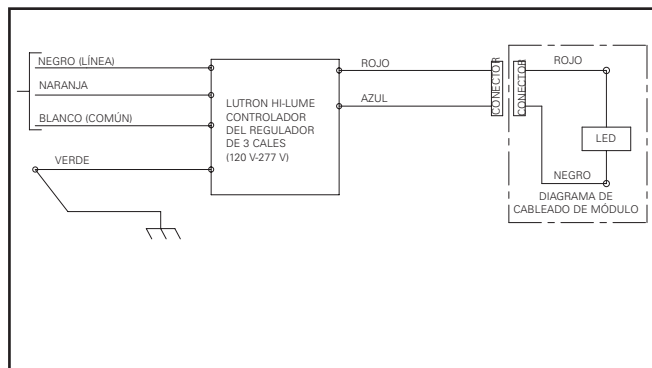 NEGRO (LÍNEA)
NARANJA
BLANCO (COMÚN)
VERDE
LUTRON HI-LUME
CONTROLADOR
DEL REGULADOR
DE 3 CALES
(120 V-277 V)
ROJO
AZUL
CONECTOR
CONECTOR
ROJO
LED
NEGRO
DIAGRAMA DE
CABLEADO DE MÓDULO